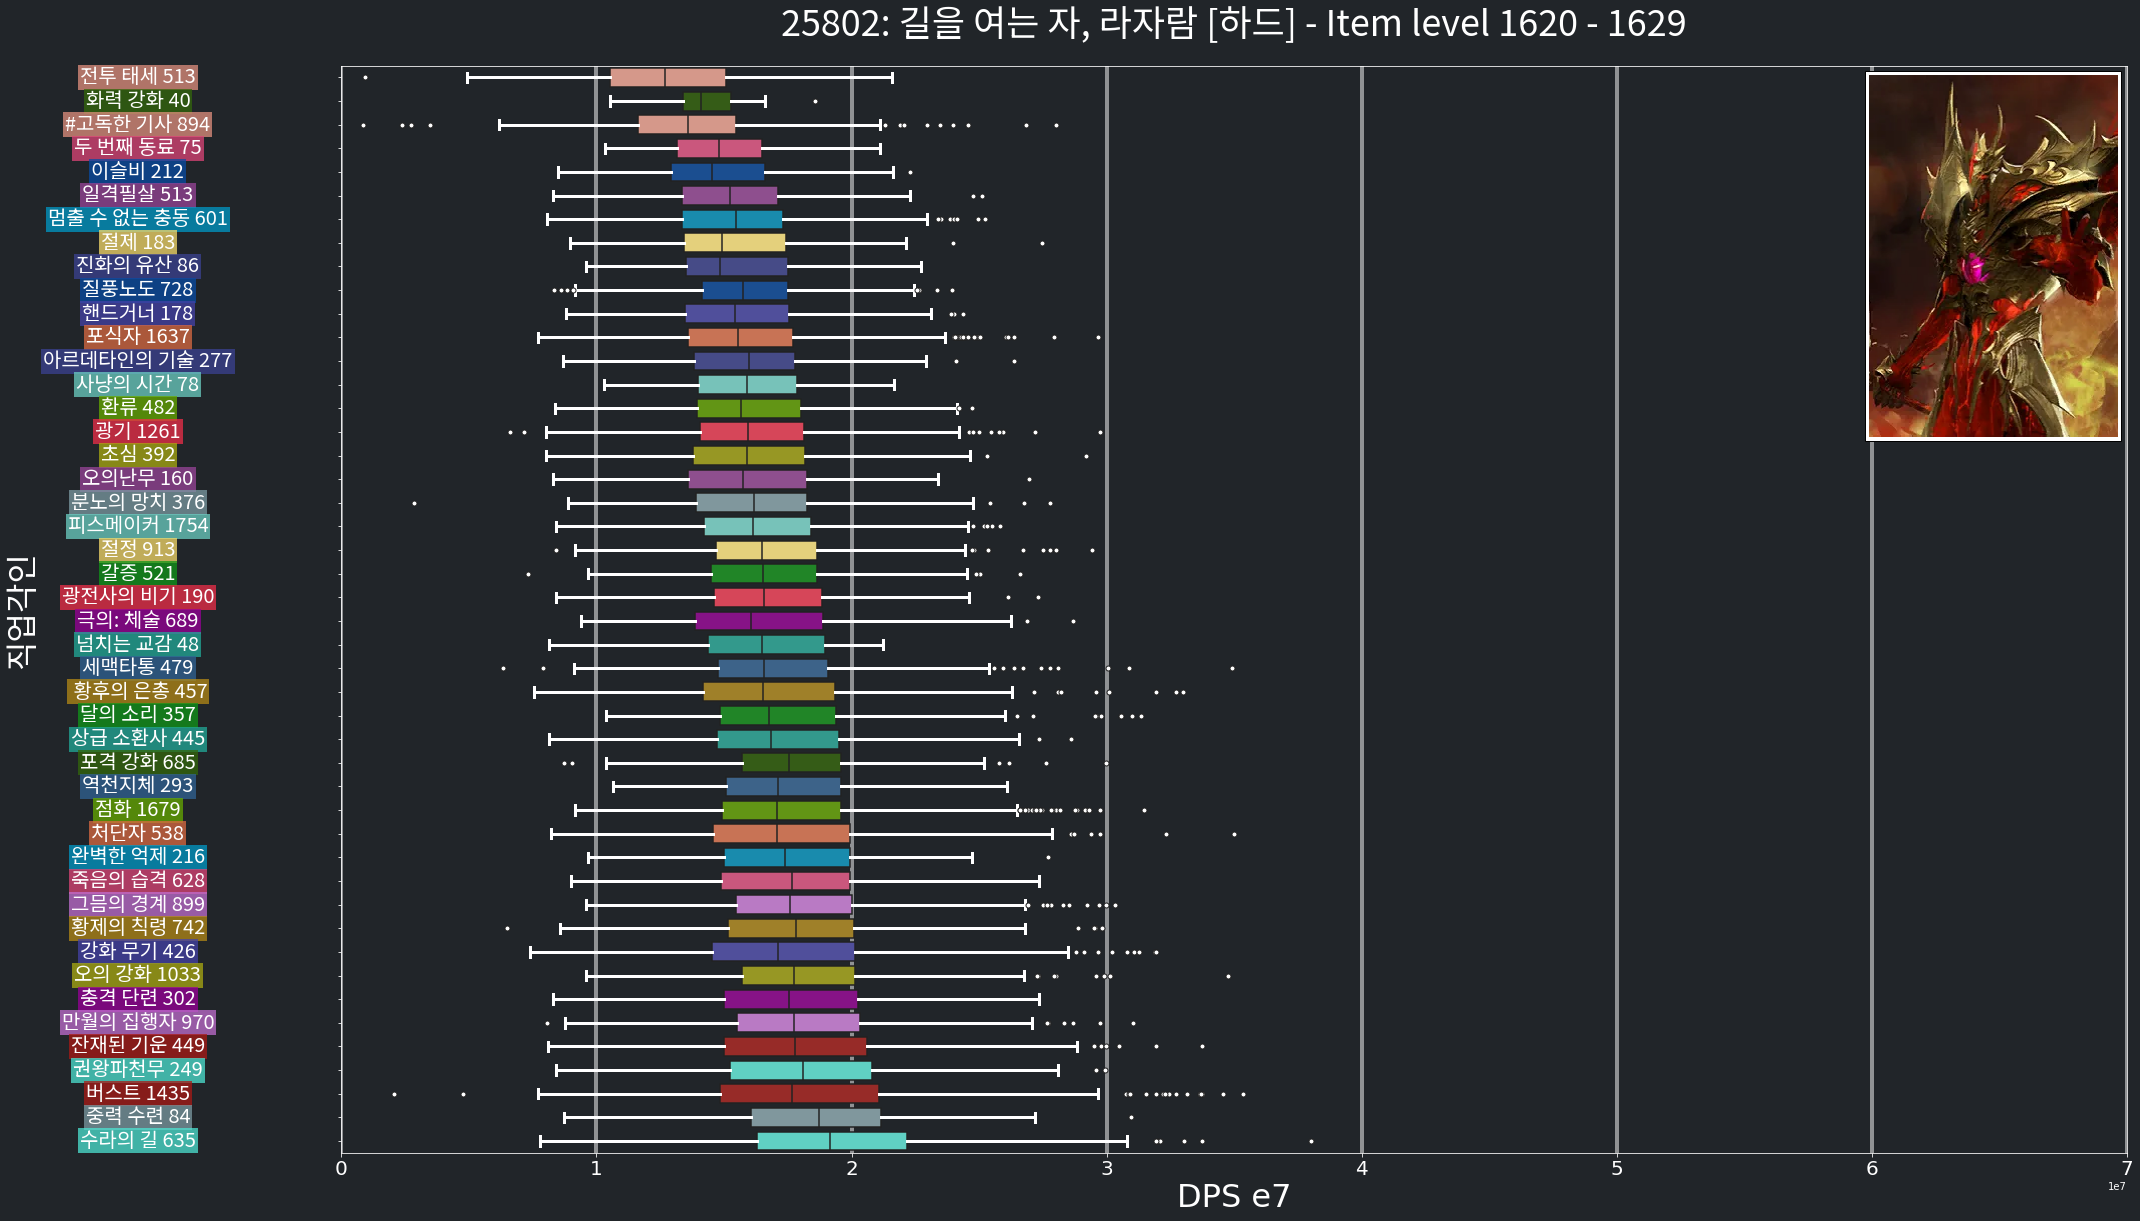 25802: 길을 여는 자, 라자람 [하드] - Item level 1620 - 1629
직업각인
전투 태세 513
화력 강화 40
#고독한 기사 894
두 번째 동료 75
이슬비 212
일격필살 513
멈출 수 없는 충동 601
절제 183
진화의 유산 86
질풍노도 728
핸드거너 178
포식자 1637
아르데타인의 기술 277
사냥의 시간 78
환류 482
광기 1261
초심 392
오의난무 160
분노의 망치 376
피스메이커 1754
절정 913
갈증 521
광전사의 비기 190
극의: 체술 689
넘치는 교감 48
세맥타통 479
황후의 은총 457
달의 소리 357
상급 소환사 445
포격 강화 685
역천지체 293
점화 1679
처단자 538
완벽한 억제 216
죽음의 습격 628
그믐의 경계 899
황제의 칙령 742
강화 무기 426
오의 강화 1033
충격 단련 302
만월의 집행자 970
잔재된 기운 449
권왕파천무 249
버스트 1435
중력 수련 84
수라의 길 635
0 1 2 3 4 5 6 7
DPS e7
1e7